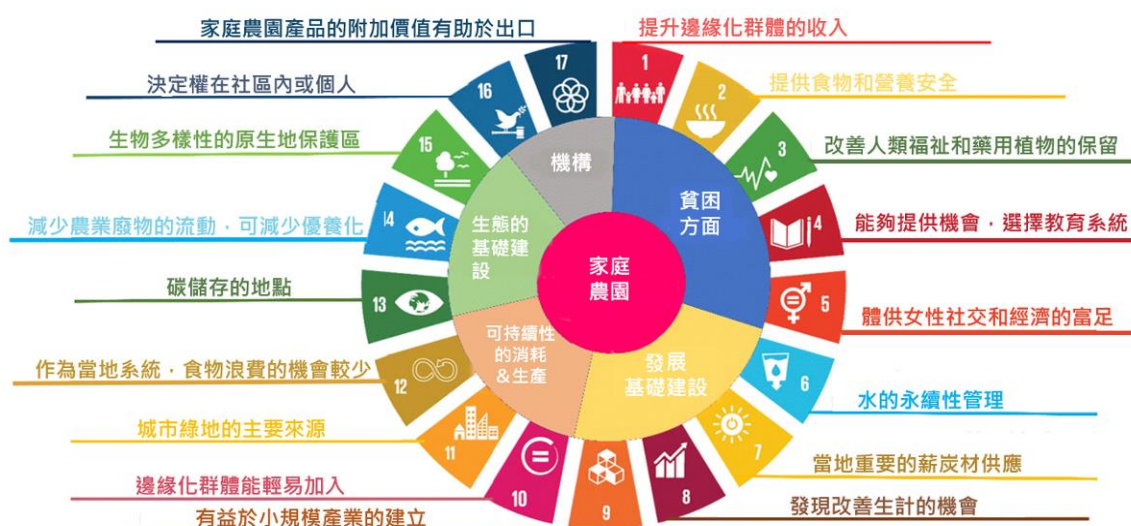 家庭農園產品的附加價值有助於出口
提升邊緣化群體的收入
決定權在社區內或個人
提供食物和營養安全
生物多樣性的原生地保護區
改善人類福祉和藥用植物的保留
減少農業廢物的流動，可減少優養化
能夠提供機會，選擇教育系統
碳儲存的地點
體供女性社交和經濟的富足
作為當地系統，食物浪費的機會較少
水的永續性管理
城市綠地的主要來源
當地重要的薪炭材供應
邊緣化群體能輕易加入
發現改善生計的機會
有益於小規模產業的建立
17
1
16
2
15
3
14
4
13
5
12
6
11
7
10
9
8
機構
貧困
方面
生態的
基礎建
設
家庭
農園
可持續性
的消耗
&生產
發展
基礎建設